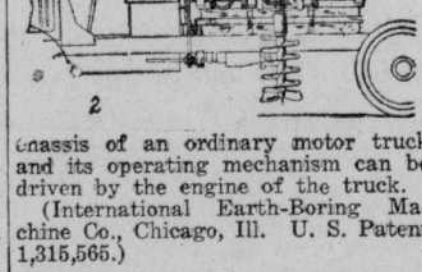 2
chassis of an ordinary motor truck
and its operating mechanism can be
driven by the engine of the truck.
(International Earth-Boring Ma-
chine Co., Chicago, Ill. U. S. Patent
1,315,565.)